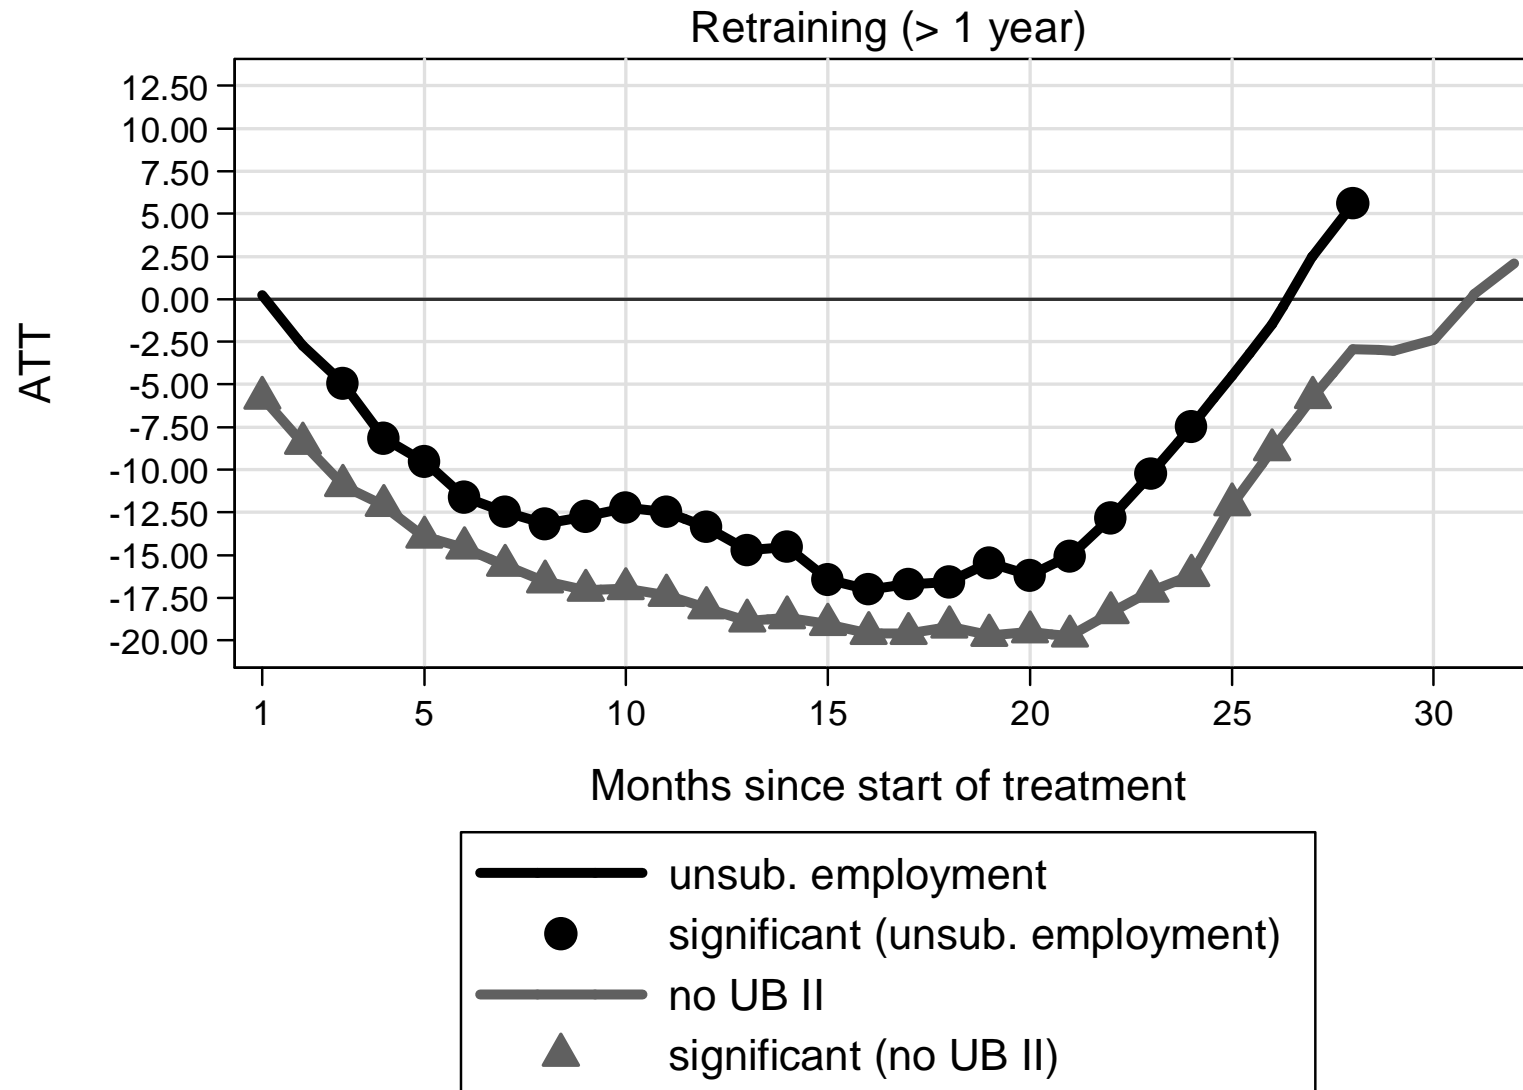 Retraining (> 1 year)
12.50
10.00
7.50
5.00
2.50
0.00
-2.50
-5.00
-7.50
-10.00
-12.50
-15.00
-17.50
-20.00
ATT
1 5 10 15 20 25 30
Months since start of treatment
unsub. employment
significant (unsub. employment)
no UB II
significant (no UB II)